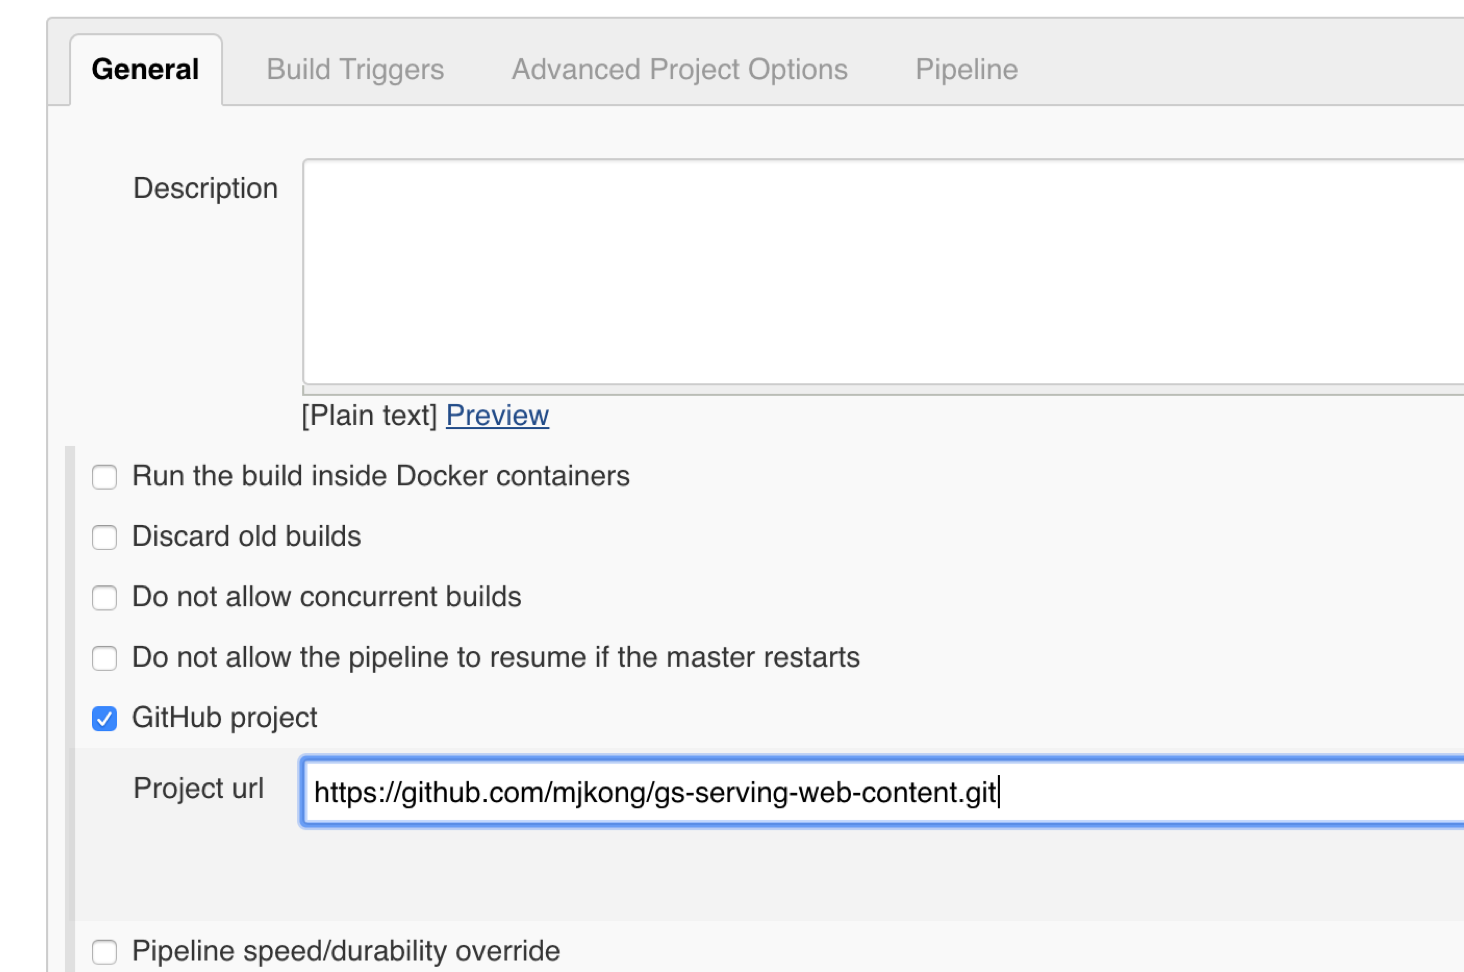 General Build Triggers Advanced Project Options Pipeline
Description
[Plain text] Preview
Run the build inside Docker containers
Discard old builds
Do not allow concurrent builds
Do not allow the pipeline to resume if the master restarts
GitHub project
Project url https://github.com/mjkong/gs-serving-web-content.git
Pipeline speed/durability override